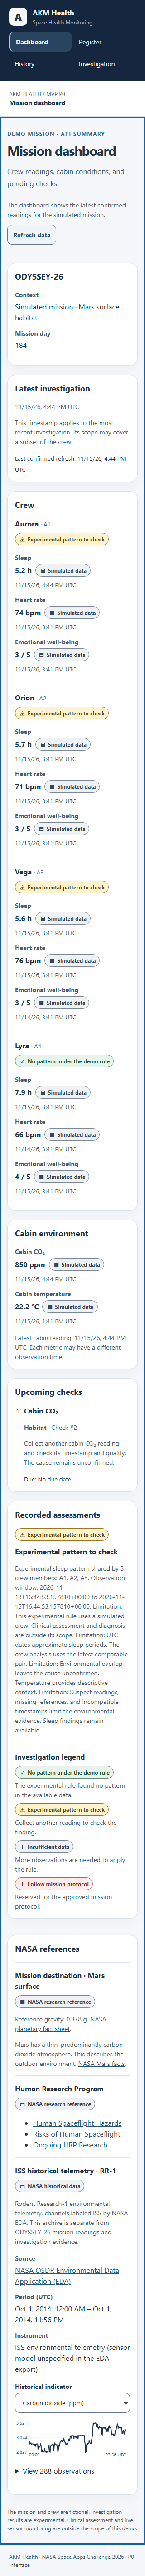 A
AKM Health
Space Health Monitoring
Dashboard
Register
History
Investigation
AKM HEALTH / MVP P0
Mission dashboard
DEMO MISSION · API SUMMARY
Mission dashboard
Crew readings, cabin conditions, and
pending checks.
The dashboard shows the latest confirmed
readings for the simulated mission.
Refresh data
ODYSSEY-26
Context
Simulated mission · Mars surface
habitat
Mission day
184
Latest investigation
11/15/26, 4:44 PM UTC
This timestamp applies to the most
recent investigation. Its scope may cover
a subset of the crew.
Last confirmed refresh: 11/15/26, 4:44 PM
UTC
Crew
Aurora · A1
Experimental pattern to check
Sleep
5.2 h Simulated data
11/15/26, 4:44 PM UTC
Heart rate
74 bpm Simulated data
11/15/26, 3:41 PM UTC
Emotional well-being
3 / 5 Simulated data
11/15/26, 3:41 PM UTC
Orion · A2
Experimental pattern to check
Sleep
5.7 h Simulated data
11/15/26, 3:41 PM UTC
Heart rate
71 bpm Simulated data
11/15/26, 3:41 PM UTC
Emotional well-being
3 / 5 Simulated data
11/15/26, 3:41 PM UTC
Vega · A3
Experimental pattern to check
Sleep
5.6 h Simulated data
11/15/26, 3:41 PM UTC
Heart rate
76 bpm Simulated data
11/15/26, 3:41 PM UTC
Emotional well-being
3 / 5 Simulated data
11/14/26, 3:41 PM UTC
Lyra · A4
No pattern under the demo rule
Sleep
7.9 h Simulated data
11/15/26, 3:41 PM UTC
Heart rate
66 bpm Simulated data
11/14/26, 3:41 PM UTC
Emotional well-being
4 / 5 Simulated data
11/15/26, 3:41 PM UTC
Cabin environment
Cabin CO₂
850 ppm Simulated data
11/15/26, 4:44 PM UTC
Cabin temperature
22.2 °C Simulated data
11/15/26, 1:41 PM UTC
Latest cabin reading: 11/15/26, 4:44 PM
UTC. Each metric may have a different
observation time.
Upcoming checks
1. Cabin CO₂
Habitat · Check #2
Collect another cabin CO₂ reading
and check its timestamp and quality.
The cause remains unconfirmed.
Due: No due date
Recorded assessments
Experimental pattern to check
Experimental pattern to check
Experimental sleep pattern shared by 3
crew members: A1, A2, A3. Observation
window: 2026-11-
13T16:44:53.157810+00:00 to 2026-11-
15T16:44:53.157810+00:00. Limitation:
This experimental rule uses a simulated
crew. Clinical assessment and diagnosis
are outside its scope. Limitation: UTC
dates approximate sleep periods. The
crew analysis uses the latest comparable
pair. Limitation: Environmental overlap
leaves the cause unconfirmed.
Temperature provides descriptive
context. Limitation: Suspect readings,
missing references, and incompatible
timestamps limit the environmental
evidence. Sleep findings remain
available.
Investigation legend
No pattern under the demo rule
The experimental rule found no pattern
in the available data.
Experimental pattern to check
Collect another reading to check the
finding.
Insufficient data
More observations are needed to apply
the rule.
Follow mission protocol
Reserved for the approved mission
protocol.
NASA references
Mission destination · Mars
surface
NASA research reference
Reference gravity: 0.378 g. NASA
planetary fact sheet.
Mars has a thin, predominantly carbon-
dioxide atmosphere. This describes the
outdoor environment. NASA Mars facts.
Human Research Program
NASA research reference
Human Spaceflight Hazards
Risks of Human Spaceflight
Ongoing HRP Research
ISS historical telemetry · RR-1
NASA historical data
Rodent Research-1 environmental
telemetry, channels labeled ISS by NASA
EDA. This archive is separate from
ODYSSEY-26 mission readings and
investigation evidence.
Source
NASA OSDR Environmental Data
Application (EDA)
Period (UTC)
Oct 1, 2014, 12:00 AM – Oct 1,
2014, 11:56 PM
Instrument
ISS environmental telemetry (sensor
model unspecified in the EDA
export)
Historical indicator
Carbon dioxide (ppm)
00:00
23:56 UTC
View 288 observations
The mission and crew are fictional. Investigation
results are experimental. Clinical assessment and live
sensor monitoring are outside the scope of this demo.
AKM Health · NASA Space Apps Challenge 2026 · P0
interface